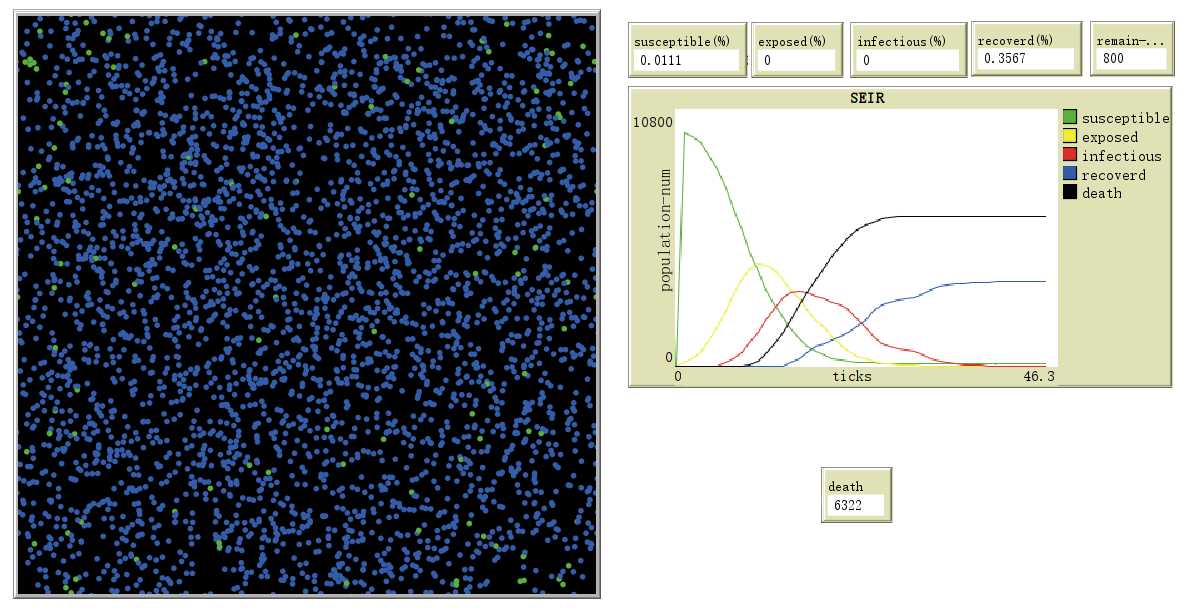 susceptible(%)
0.0111
exposed(%)
0
infectious(%)
0
recoverd(%)
0.3567
remain-...
800
SEIR
10800
population-num
0
0
ticks
46.3
susceptible
exposed
infectious
recoverd
death
death
6322